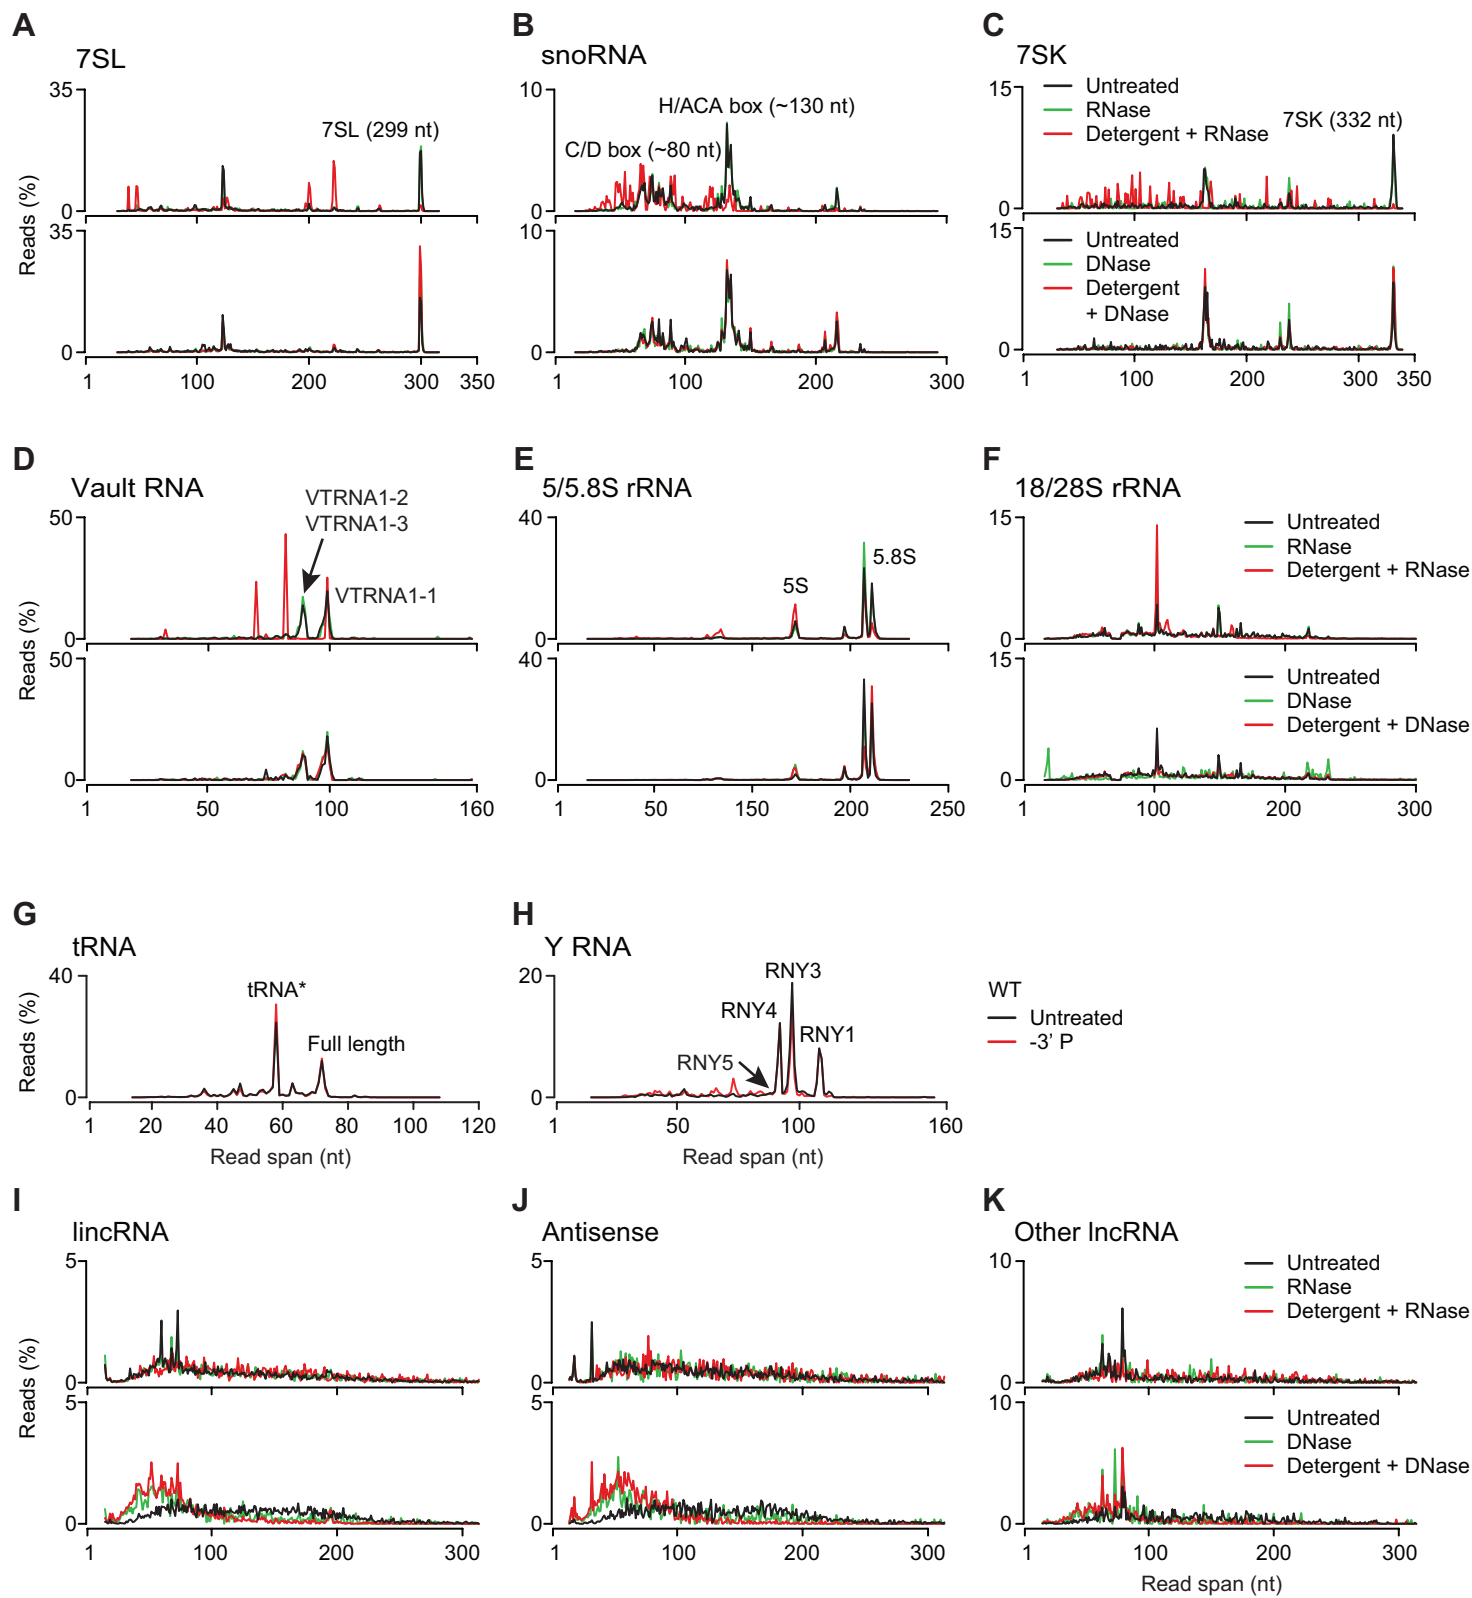 A
7SL
35
7SL (299 nt)
0
35
0
Reads (%)
1
100
200
300
350
B
snoRNA
10
H/ACA box (~130 nt)
C/D box (~80 nt)
0
10
0
1
100
200
300
C
7SK
15
Untreated
RNase
Detergent + RNase
7SK (332 nt)
0
15
Untreated
DNase
Detergent
+ DNase
0
1
100
200
300
350
D
Vault RNA
VTRNA1-2
VTRNA1-3
50
VTRNA1-1
0
50
0
Reads (%)
1
50
100
160
E
5/5.8S rRNA
40
5.8S
5S
0
40
0
1
50
150
200
250
F
18/28S rRNA
15
Untreated
RNase
Detergent + RNase
0
15
Untreated
DNase
Detergent + DNase
0
1
100
200
300
G
tRNA
40
tRNA*
Full length
0
Reads (%)
1
20
40
60
80
100
120
Read span (nt)
H
Y RNA
20
RNY3
RNY4
RNY1
RNY5
0
1
50
100
160
Read span (nt)
WT
Untreated
-3' P
I
lincRNA
5
0
5
0
Reads (%)
1
100
200
300
J
Antisense
5
0
5
0
1
100
200
300
K
Other lncRNA
10
Untreated
RNase
Detergent + RNase
0
10
Untreated
DNase
Detergent + DNase
0
1
100
200
300
Read span (nt)